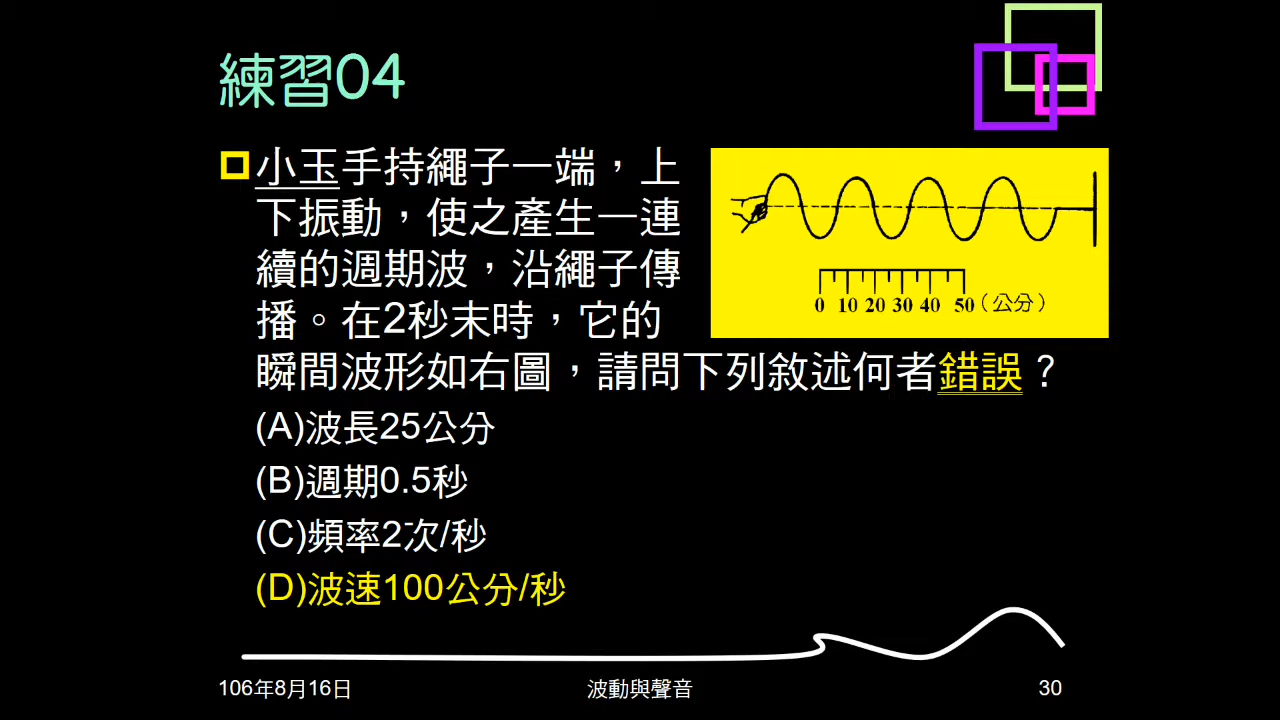 練習04
小玉手持繩子一端，上
下振動，使之產生一連
續的週期波，沿繩子傳
播。在2秒末時，它的
瞬間波形如右圖，請問下列敘述何者錯誤？
0 10 20 30 40 50（公分）
(A)波長25公分
(B)週期0.5秒
(C)頻率2次/秒
(D)波速100公分/秒
106年8月16日
波動與聲音
30